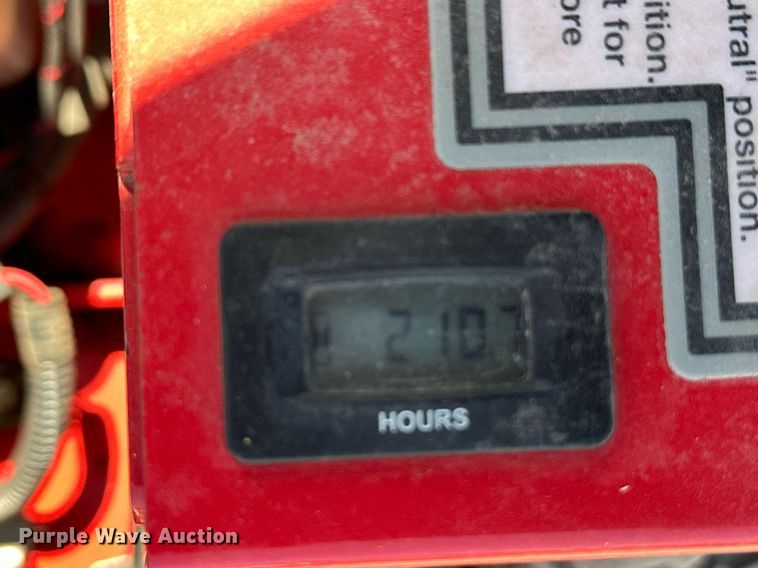 utral" position.
ition.
t for
ore
2107
HOURS
Purple Wave Auction